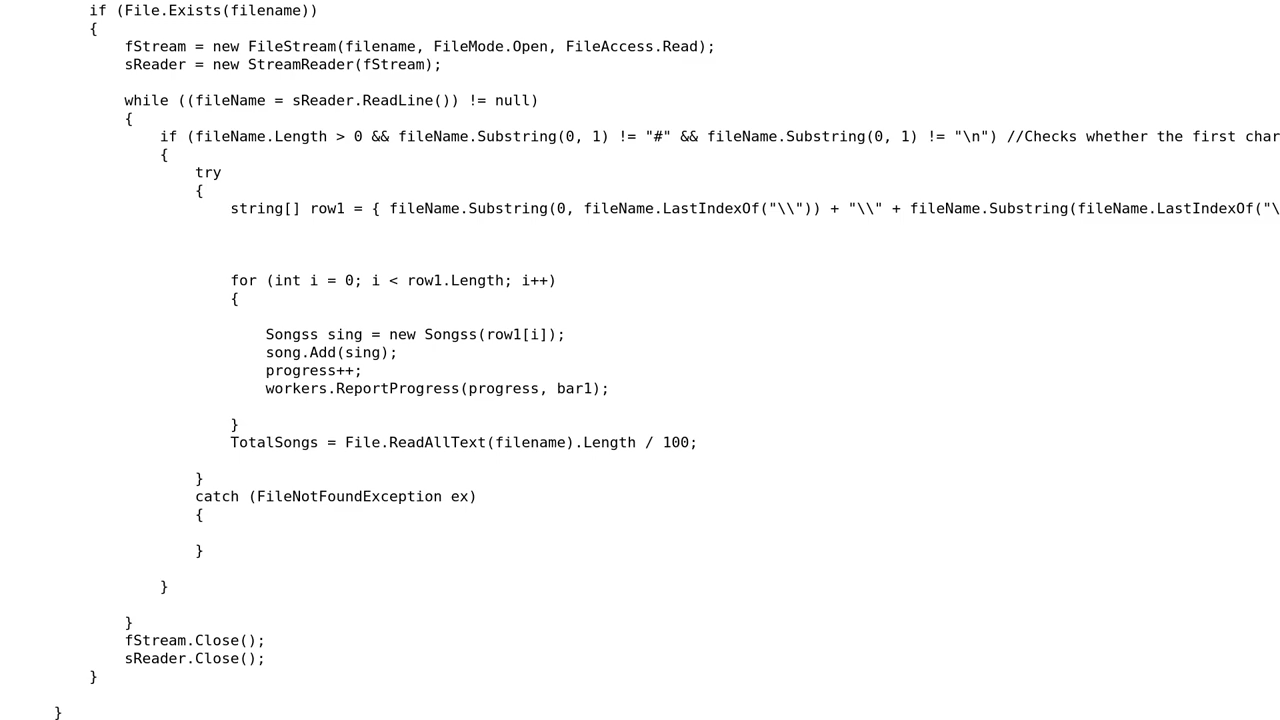 if (File.Exists(filename))
{
fStream = new FileStream(filename, FileMode.Open, FileAccess.Read);
sReader = new StreamReader(fStream);
while ((fileName = sReader.ReadLine()) != null)
{
if (fileName.Length > 0 && fileName.Substring(0, 1) != "#" && fileName.Substring(0, 1) != "\n") //Checks whether the first char
{
try
{
string[] row1 = { fileName.Substring(0, fileName.LastIndexOf("\\")) + "\\" + fileName.Substring(fileName.LastIndexOf("\
for (int i = 0; i < row1.Length; i++)
{
Songss sing = new Songss(row1[i]);
song.Add(sing);
progress++;
workers.ReportProgress(progress, bar1);
}
TotalSongs = File.ReadAllText(filename).Length / 100;
}
catch (FileNotFoundException ex)
{
}
}
}
fStream.Close();
sReader.Close();
}
}